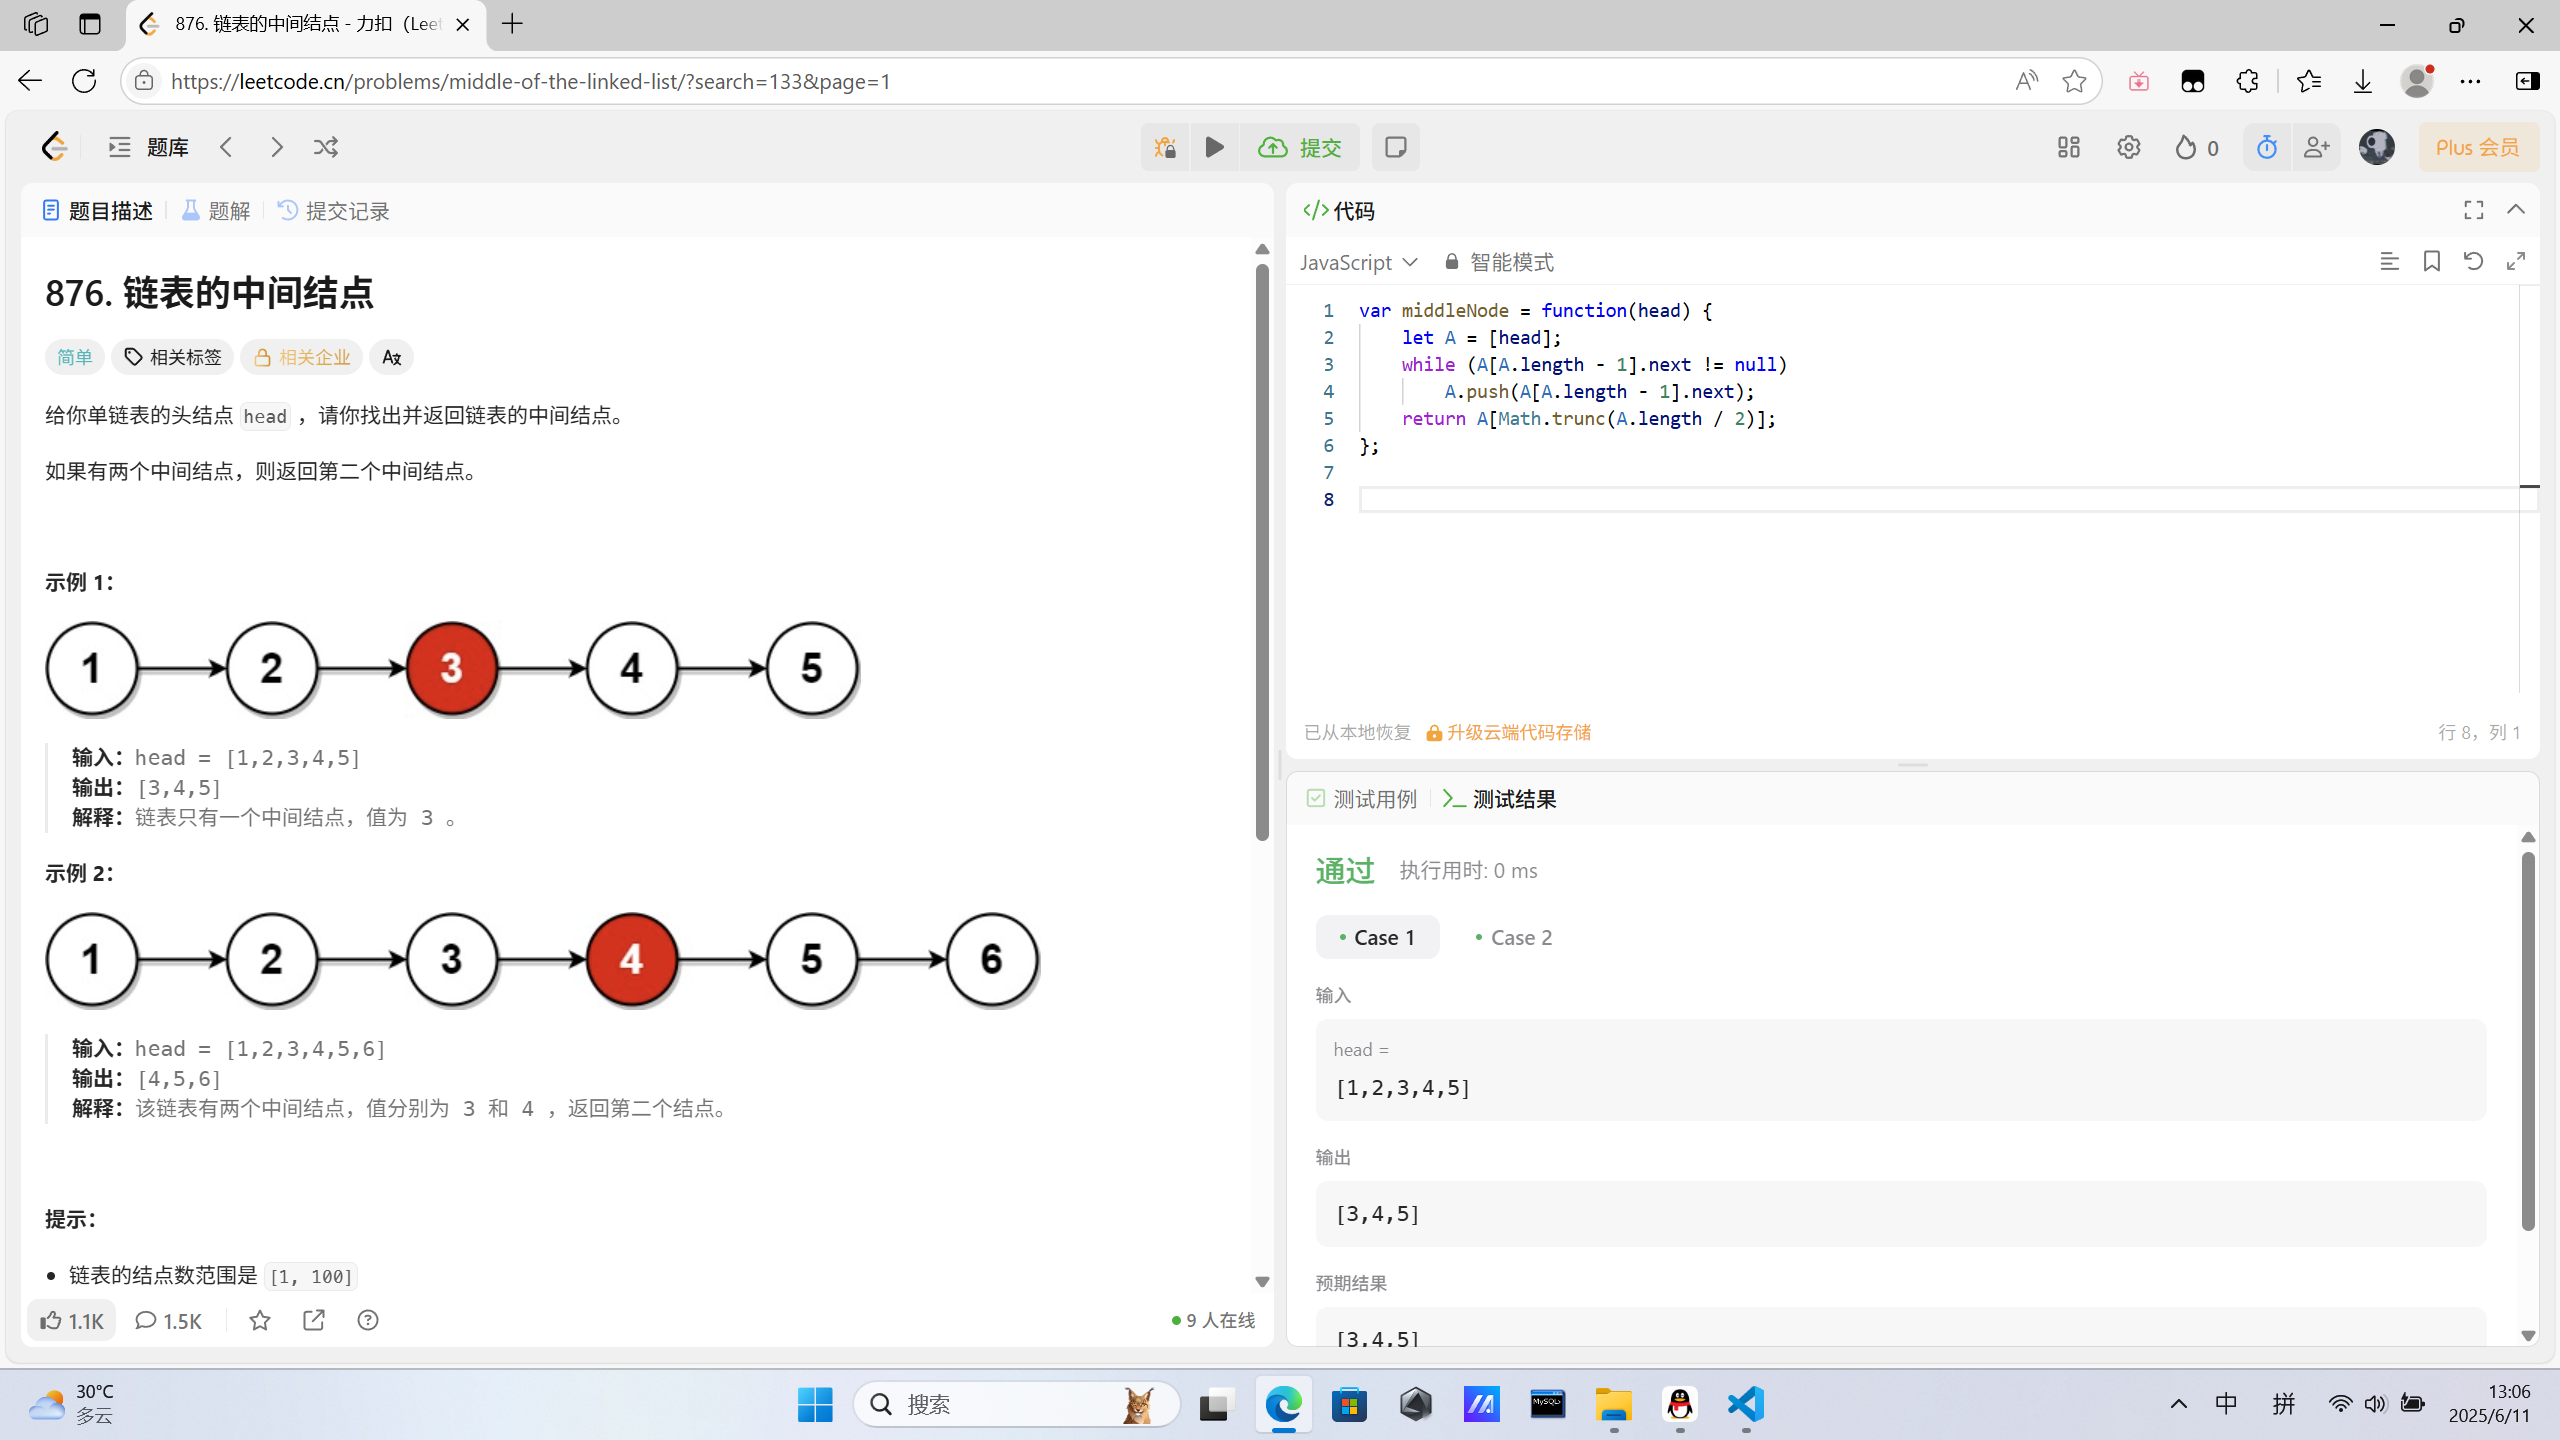 876. 链表的中间结点 - 力扣（Leet
https://leetcode.cn/problems/middle-of-the-linked-list/?search=133&page=1
题库
提交
0
Plus 会员
题目描述
题解
提交记录
876. 链表的中间结点
简单
相关标签
相关企业
给你单链表的头结点 head ，请你找出并返回链表的中间结点。
如果有两个中间结点，则返回第二个中间结点。
示例 1：
1 2 3 4 5
输入：head = [1,2,3,4,5]
输出：[3,4,5]
解释：链表只有一个中间结点，值为 3 。
示例 2：
1 2 3 4 5 6
输入：head = [1,2,3,4,5,6]
输出：[4,5,6]
解释：该链表有两个中间结点，值分别为 3 和 4 ，返回第二个结点。
提示：
链表的结点数范围是 [1, 100]
1.1K
1.5K
9 人在线
</> 代码
JavaScript
智能模式
1 var middleNode = function(head) {
2 let A = [head];
3 while (A[A.length - 1].next != null)
4 A.push(A[A.length - 1].next);
5 return A[Math.trunc(A.length / 2)];
6 };
7
8
已从本地恢复
升级云端代码存储
行 8，列 1
测试用例
测试结果
通过
执行用时: 0 ms
Case 1
Case 2
输入
head =
[1,2,3,4,5]
输出
[3,4,5]
预期结果
[3,4,5]
30°C
多云
搜索
MySQL
中
拼
13:06
2025/6/11